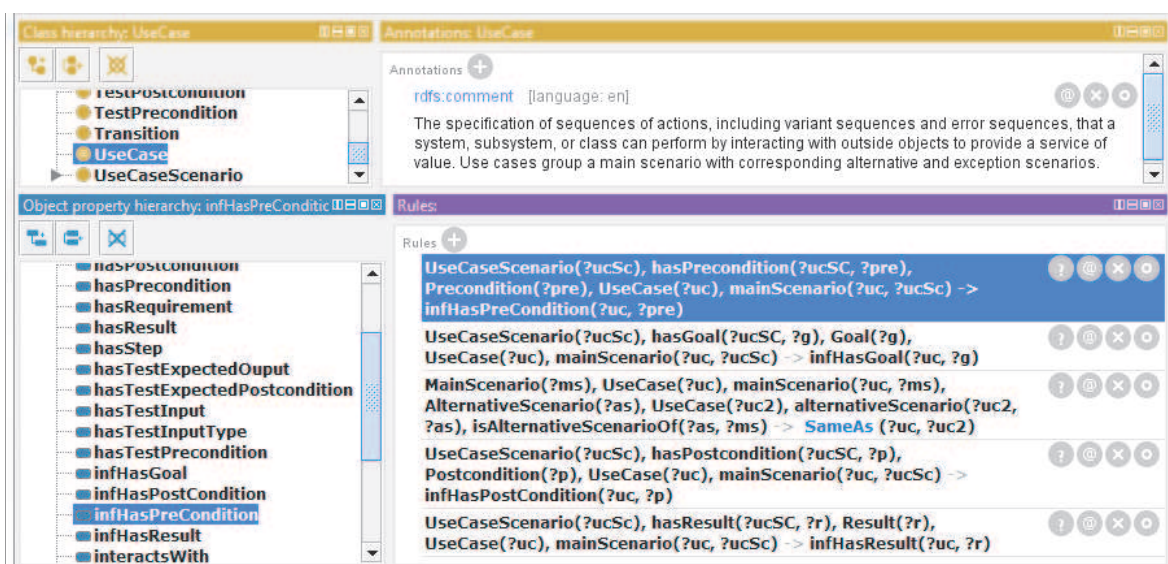 Class hierarchy: UseCase
Annotations: UseCase
Annotations
TestPostcondition
TestPrecondition
Transition
UseCase
UseCaseScenario
rdfs:comment [language: en]
The specification of sequences of actions, including variant sequences and error sequences, that a
system, subsystem, or class can perform by interacting with outside objects to provide a service of
value. Use cases group a main scenario with corresponding alternative and exception scenarios.
Object property hierarchy: infHasPreConditic
Rules:
Rules
hasPostcondition
hasPrecondition
hasRequirement
hasResult
hasStep
hasTestExpectedOuput
hasTestExpectedPostcondition
hasTestInput
hasTestInputType
hasTestPrecondition
infHasGoal
infHasPostCondition
infHasPreCondition
infHasResult
interactsWith
UseCaseScenario(?ucSc), hasPrecondition(?ucSC, ?pre),
Precondition(?pre), UseCase(?uc), mainScenario(?uc, ?ucSc) ->
infHasPreCondition(?uc, ?pre)
UseCaseScenario(?ucSc), hasGoal(?ucSC, ?g), Goal(?g),
UseCase(?uc), mainScenario(?uc, ?ucSc) -> infHasGoal(?uc, ?g)
MainScenario(?ms), UseCase(?uc), mainScenario(?uc, ?ms),
AlternativeScenario(?as), UseCase(?uc2), alternativeScenario(?uc2,
?as), isAlternativeScenarioOf(?as, ?ms) -> SameAs (?uc, ?uc2)
UseCaseScenario(?ucSc), hasPostcondition(?ucSC, ?p),
Postcondition(?p), UseCase(?uc), mainScenario(?uc, ?ucSc) ->
infHasPostCondition(?uc, ?p)
UseCaseScenario(?ucSc), hasResult(?ucSC, ?r), Result(?r),
UseCase(?uc), mainScenario(?uc, ?ucSc) -> infHasResult(?uc, ?r)